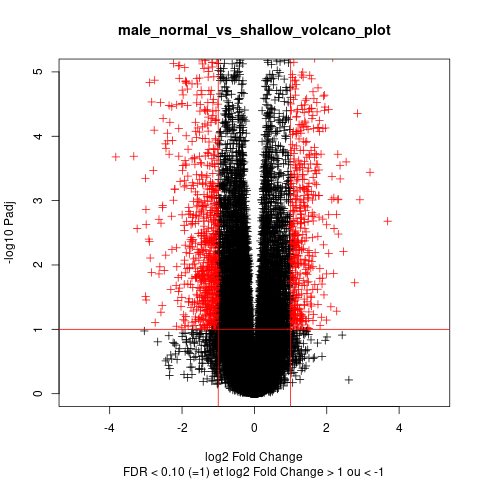 male_normal_vs_shallow_volcano_plot
5
4
3
2
1
0
-log10 Padj
-4 -2 0 2 4
log2 Fold Change
FDR < 0.10 (=1) et log2 Fold Change > 1 ou < -1